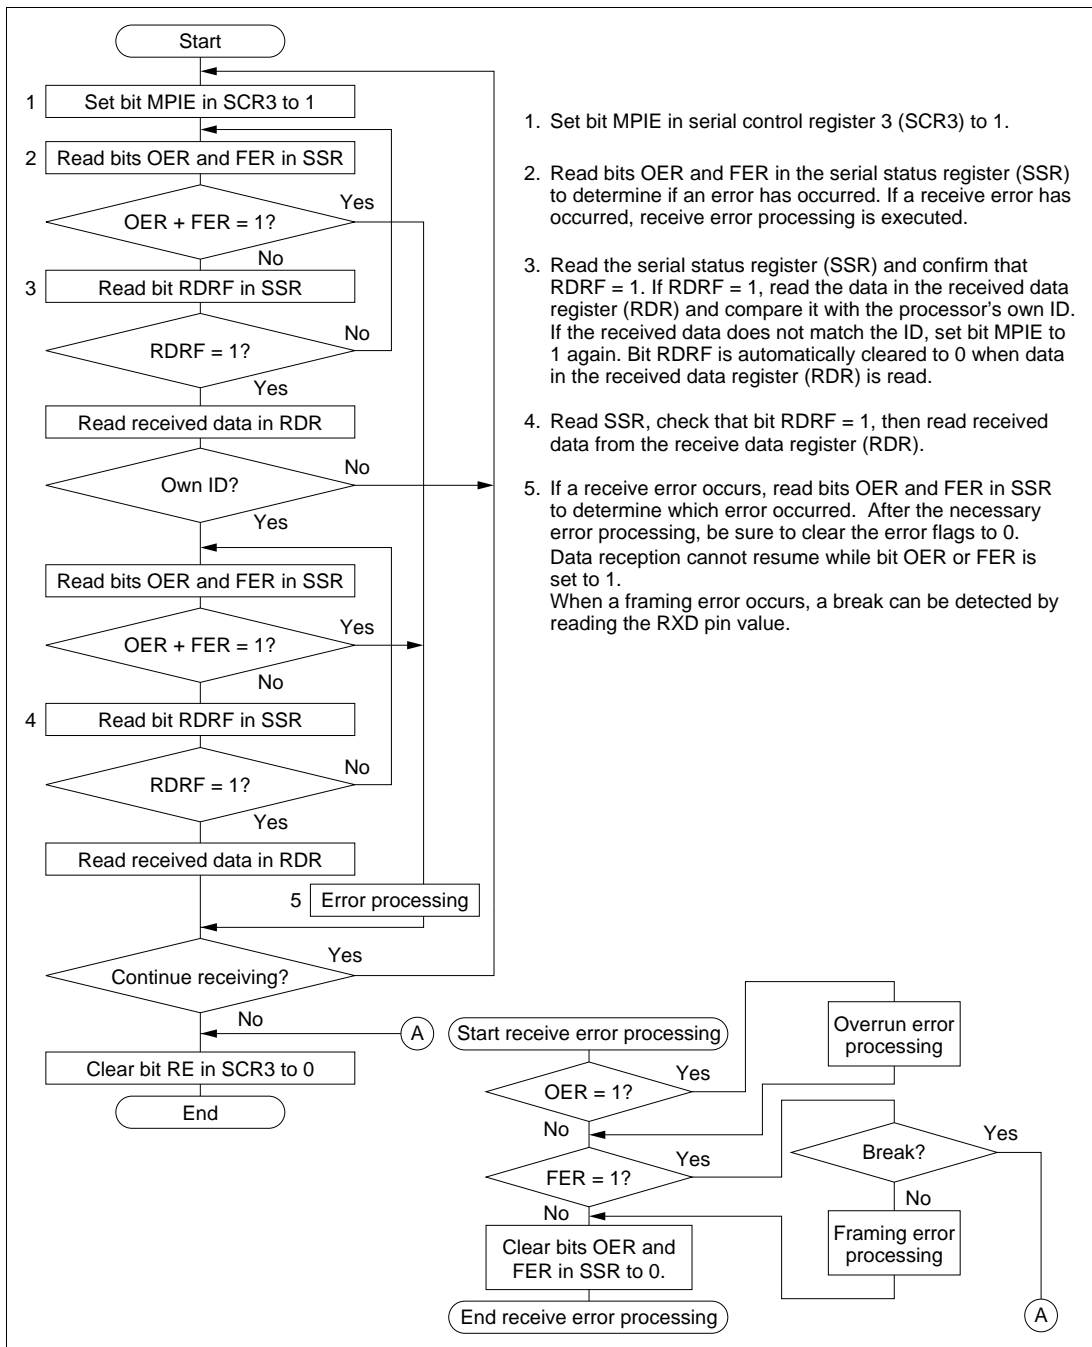 Start
1 Set bit MPIE in SCR3 to 1
2 Read bits OER and FER in SSR
Yes
OER + FER = 1?
No
3 Read bit RDRF in SSR
RDRF = 1?
No
Yes
Read received data in RDR
No
Own ID?
Yes
Read bits OER and FER in SSR
Yes
OER + FER = 1?
No
4 Read bit RDRF in SSR
No
RDRF = 1?
Yes
Read received data in RDR
5 Error processing
Yes
Continue receiving?
No
A
Clear bit RE in SCR3 to 0
End
1. Set bit MPIE in serial control register 3 (SCR3) to 1.
2. Read bits OER and FER in the serial status register (SSR)
to determine if an error has occurred. If a receive error has
occurred, receive error processing is executed.
3. Read the serial status register (SSR) and confirm that
RDRF = 1. If RDRF = 1, read the data in the received data
register (RDR) and compare it with the processor's own ID.
If the received data does not match the ID, set bit MPIE to
1 again. Bit RDRF is automatically cleared to 0 when data
in the received data register (RDR) is read.
4. Read SSR, check that bit RDRF = 1, then read received
data from the receive data register (RDR).
5. If a receive error occurs, read bits OER and FER in SSR
to determine which error occurred. After the necessary
error processing, be sure to clear the error flags to 0.
Data reception cannot resume while bit OER or FER is
set to 1.
When a framing error occurs, a break can be detected by
reading the RXD pin value.
Start receive error processing
Yes
OER = 1?
No
Overrun error
processing
Yes
FER = 1?
No
Yes
Break?
No
Framing error
processing
Clear bits OER and
FER in SSR to 0.
End receive error processing
A